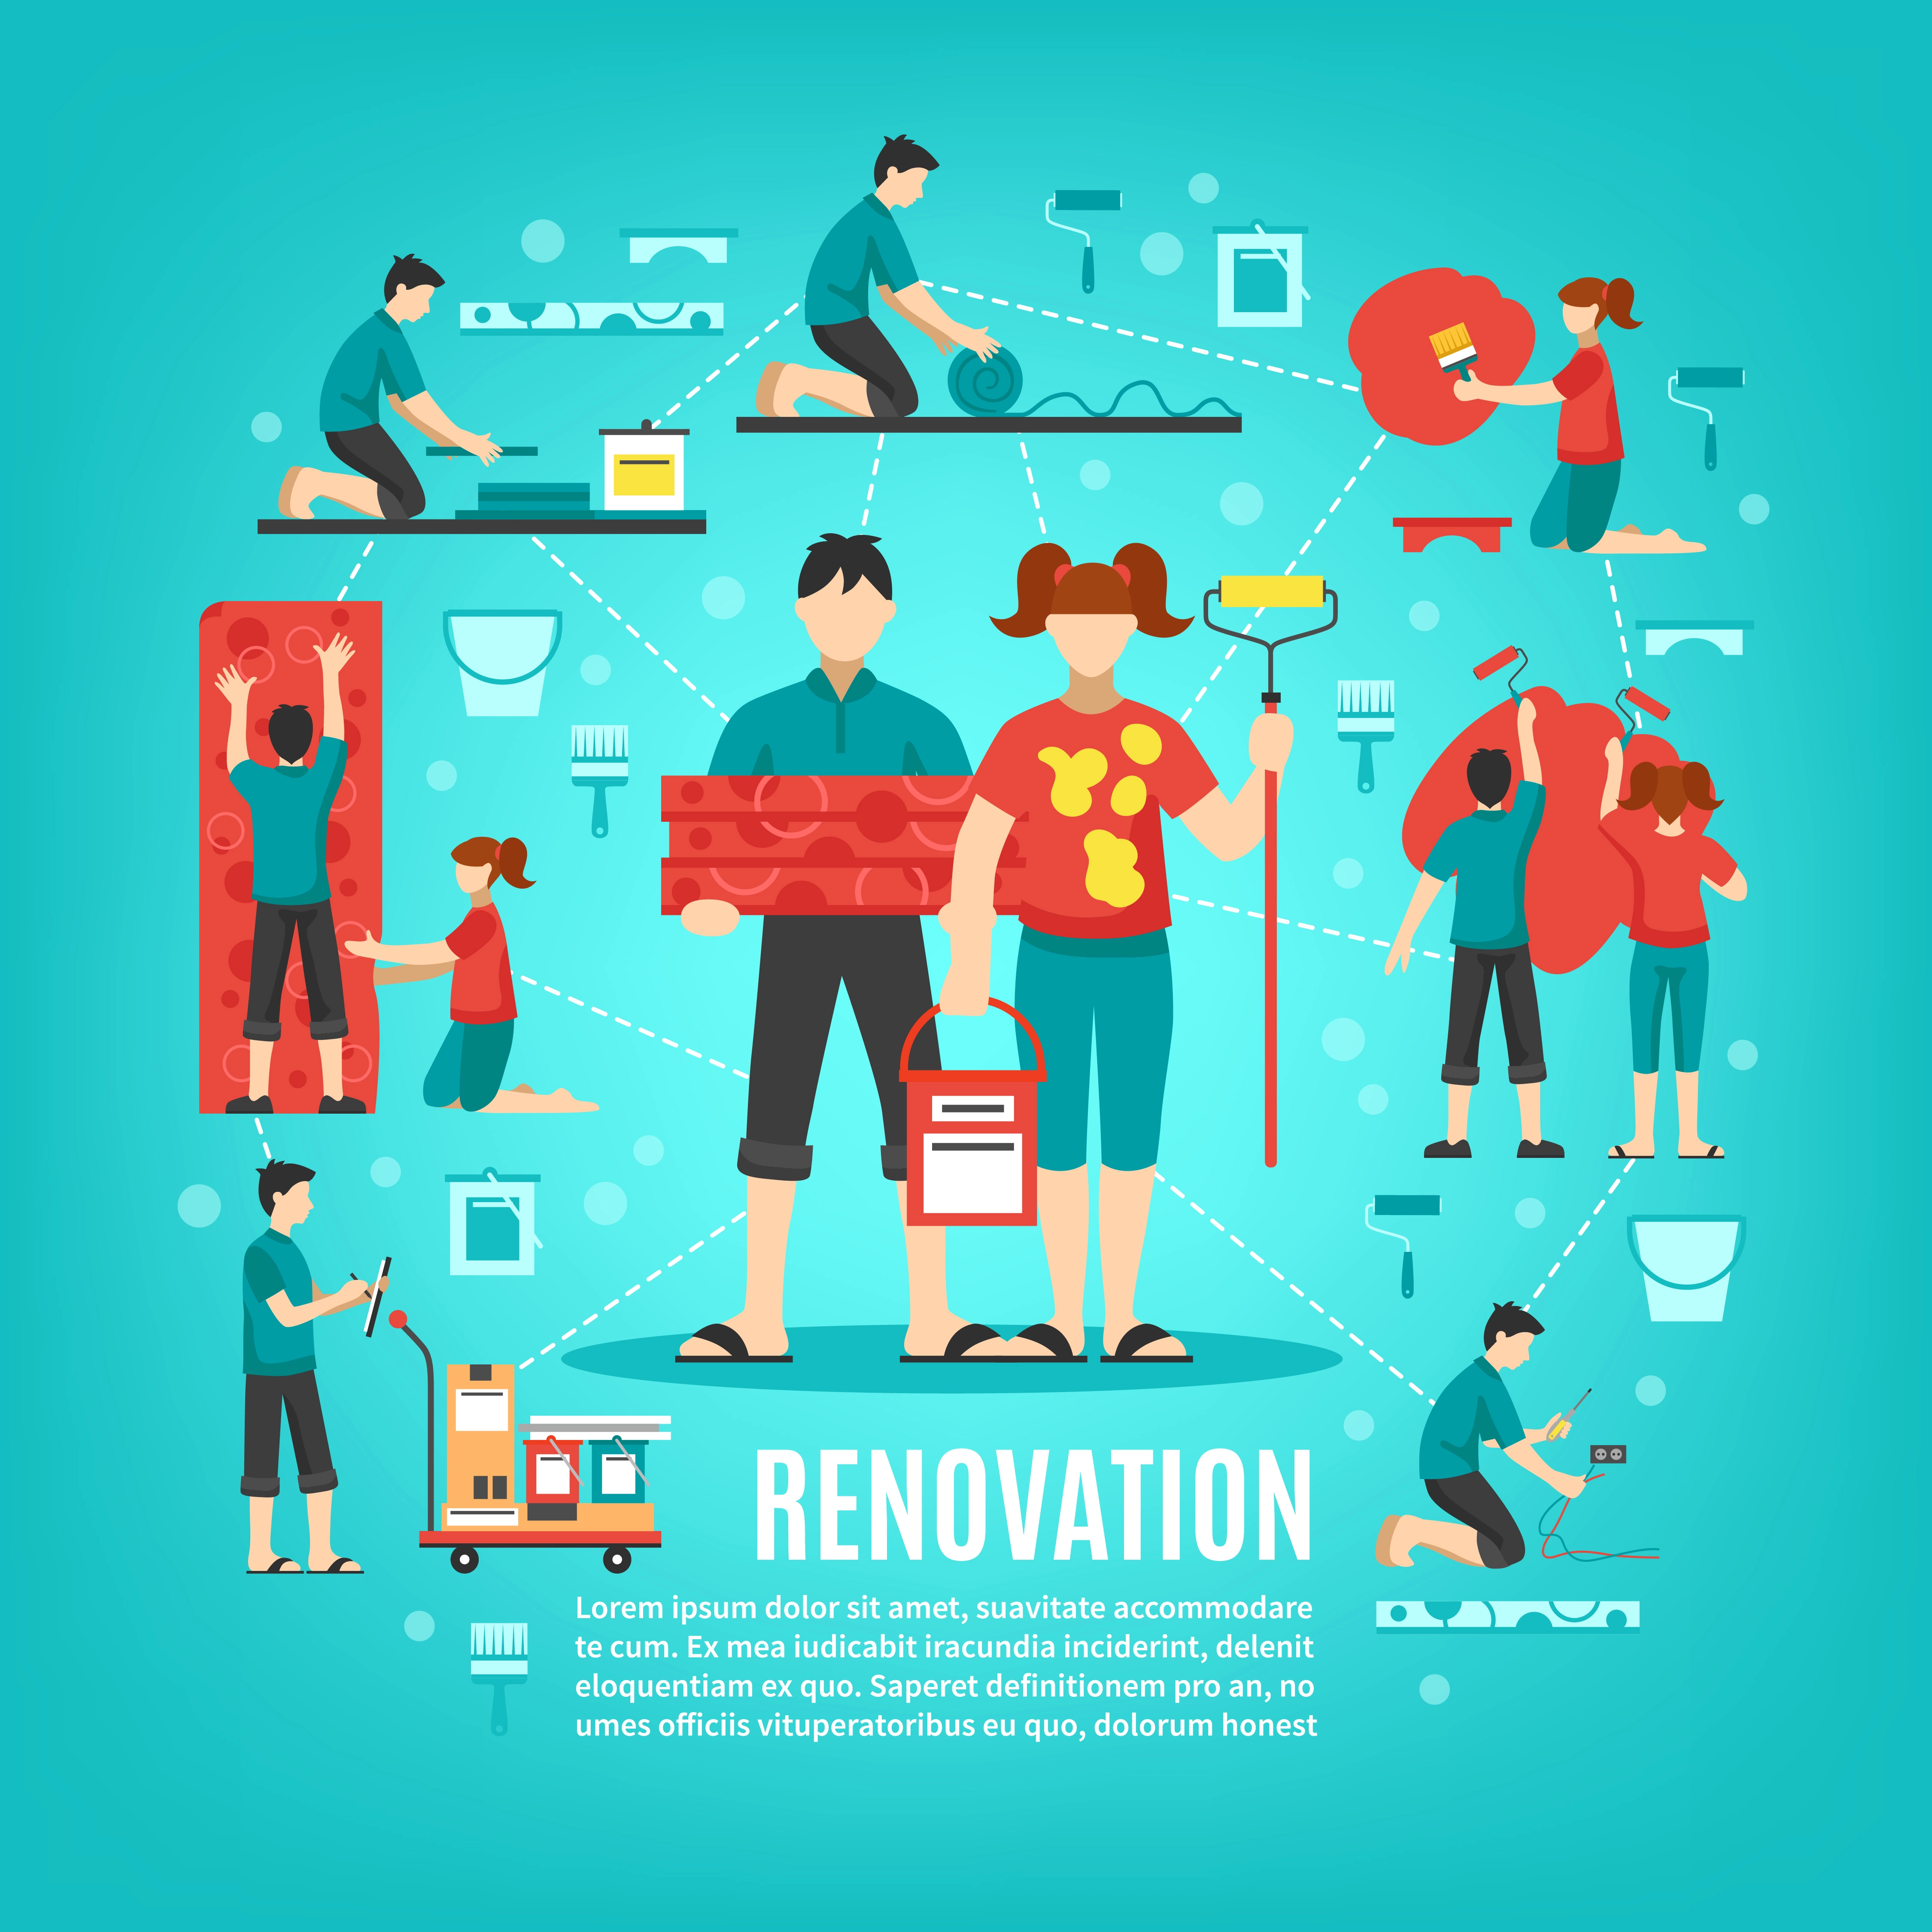 RENOVATION
Lorem ipsum dolor sit amet, suavitate accommodare
te cum. Ex mea iudicabit iracundia inciderint, delenit
eloquentiam ex quo. Saperet definitionem pro an, no
umes officiis vituperatoribus eu quo, dolorum honest